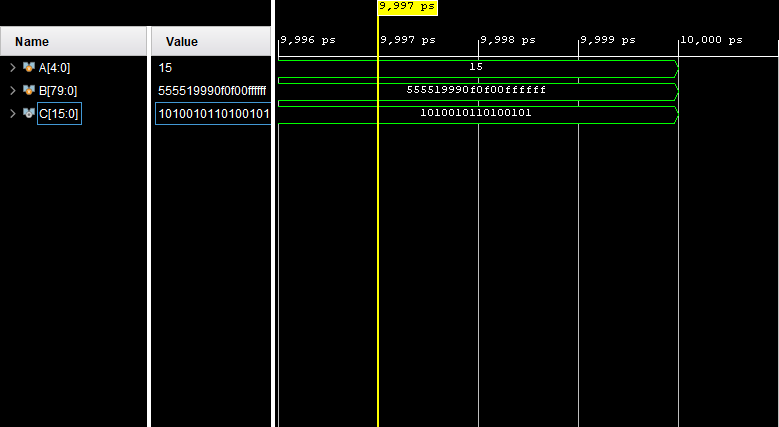 9,997 ps
Name Value
9,996 ps 9,997 ps 9,998 ps 9,999 ps 10,000 ps
A[4:0] 15 15
B[79:0] 555519990f0f00ffffff 555519990f0f00ffffff
C[15:0] 1010010110100101 1010010110100101